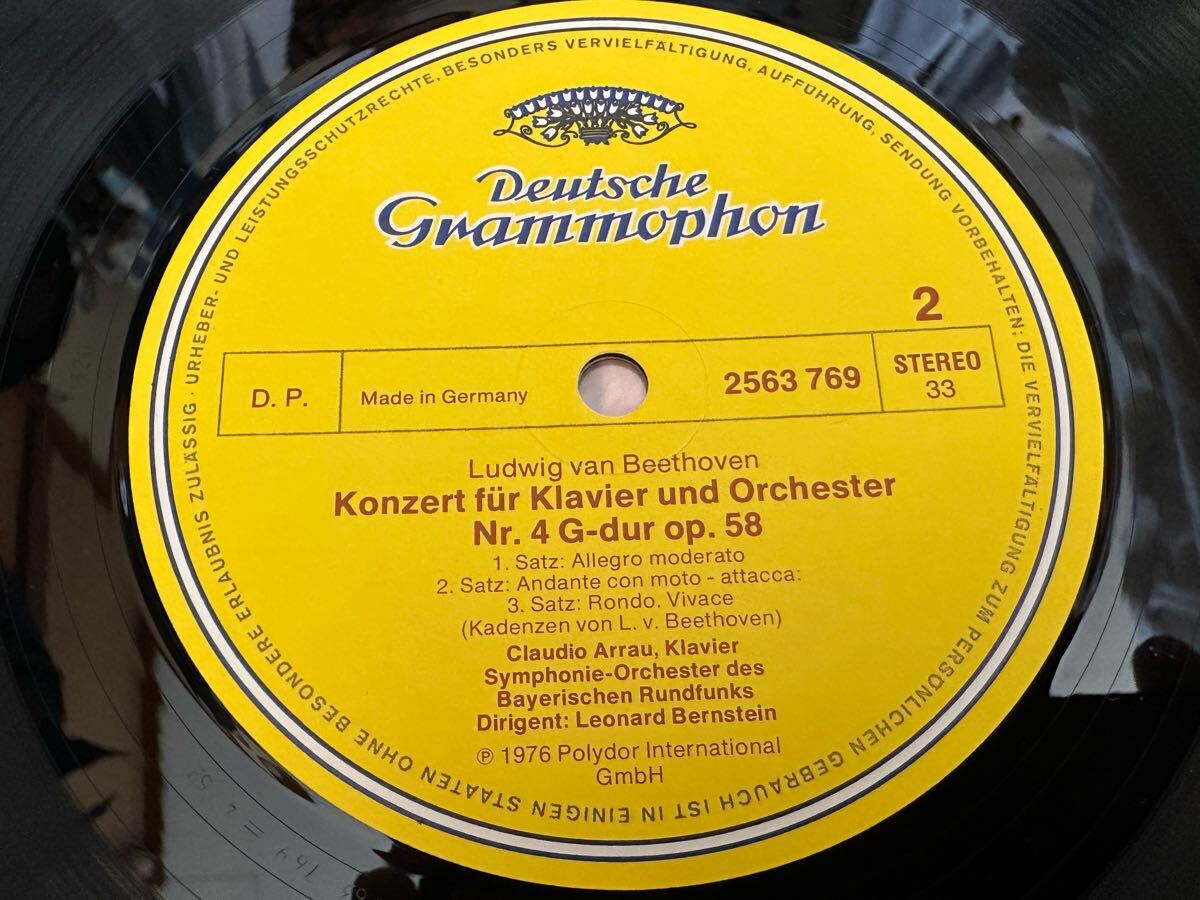 Deutsche
Grammophon
2
D. P.
Made in Germany
2563 769
STEREO
33
Ludwig van Beethoven
Konzert für Klavier und Orchester
Nr. 4 G-dur op. 58
1. Satz: Allegro moderato
2. Satz: Andante con moto - attacca:
3. Satz: Rondo. Vivace
(Kadenzen von L. v. Beethoven)
Claudio Arrau, Klavier
Symphonie-Orchester des
Bayerischen Rundfunks
Dirigent: Leonard Bernstein
℗ 1976 Polydor International
GmbH
URHEBER- UND LEISTUNGSSCHUTZRECHTE, BESONDERS VERVIELFÄLTIGUNG, AUFFÜHRUNG, SENDUNG VORBEHALTEN; DIE VERVIELFÄLTIGUNG ZUM PERSÖNLICHEN GEBRAUCH IST IN EINIGEN STAATEN OHNE BESONDERE ERLAUBNIS ZULÄSSIG ·